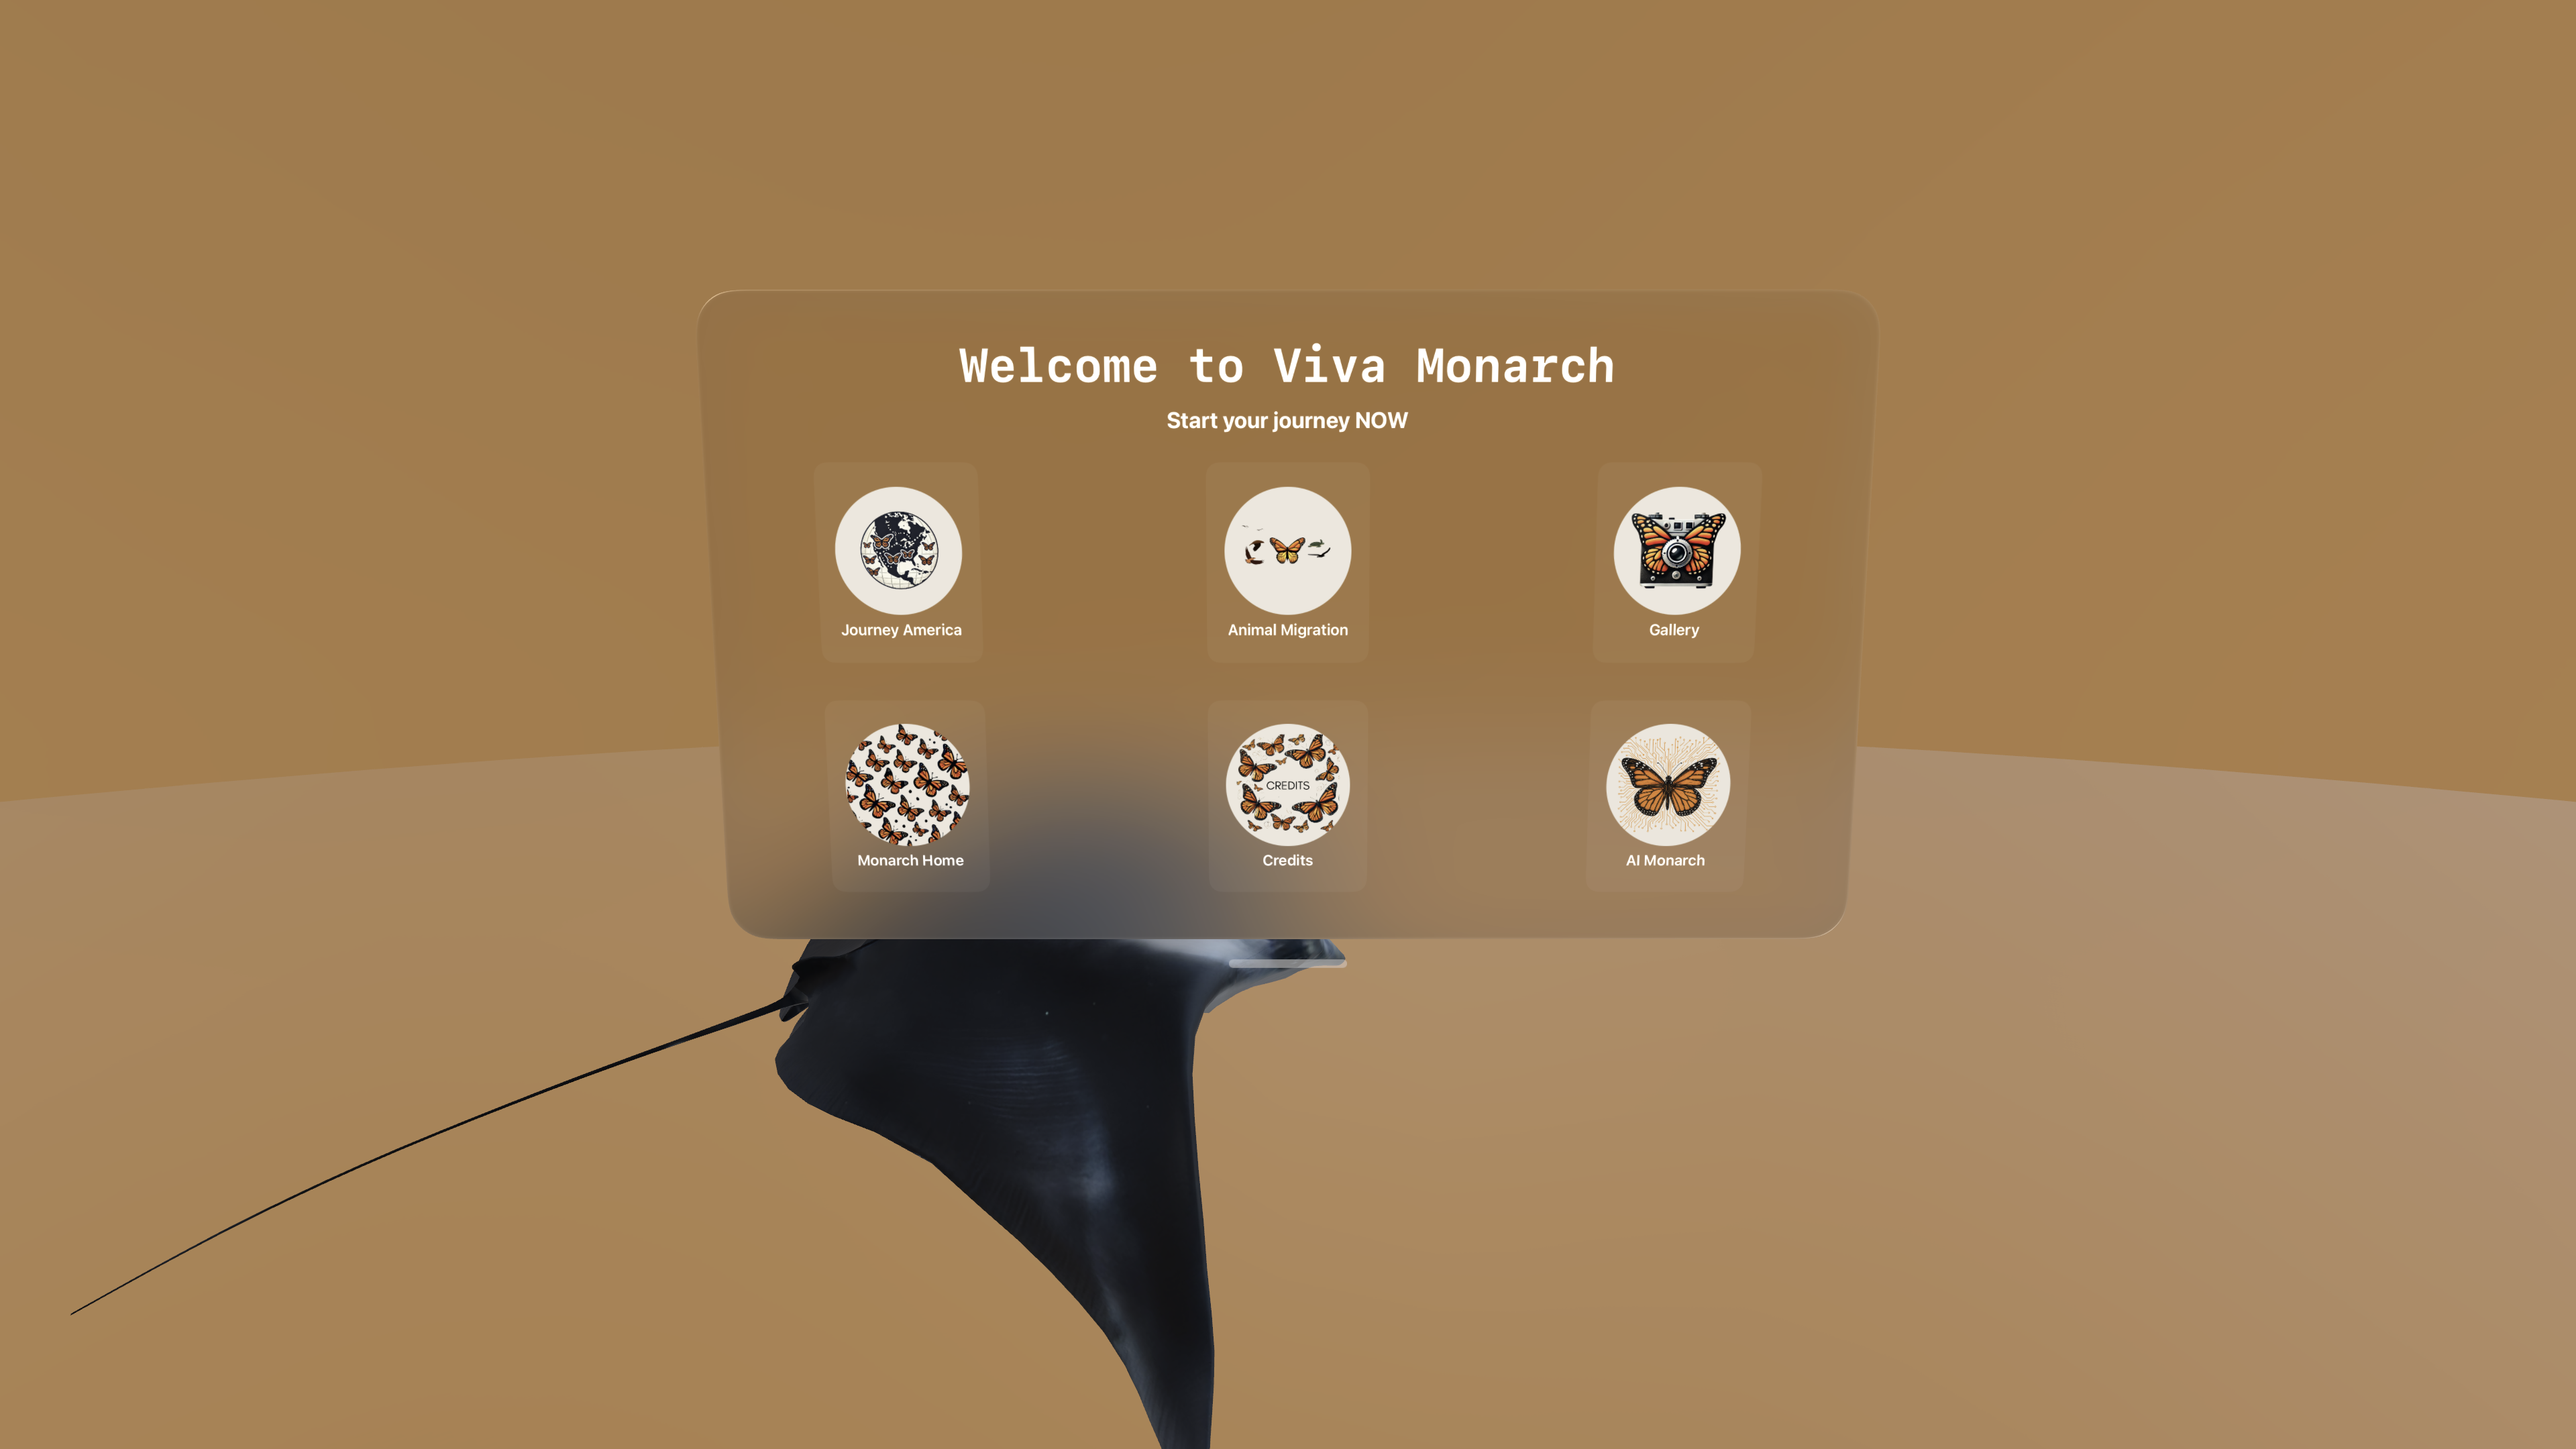 Welcome to Viva Monarch
Start your journey NOW
Journey America
Animal Migration
Gallery
CREDITS
Monarch Home
Credits
AI Monarch